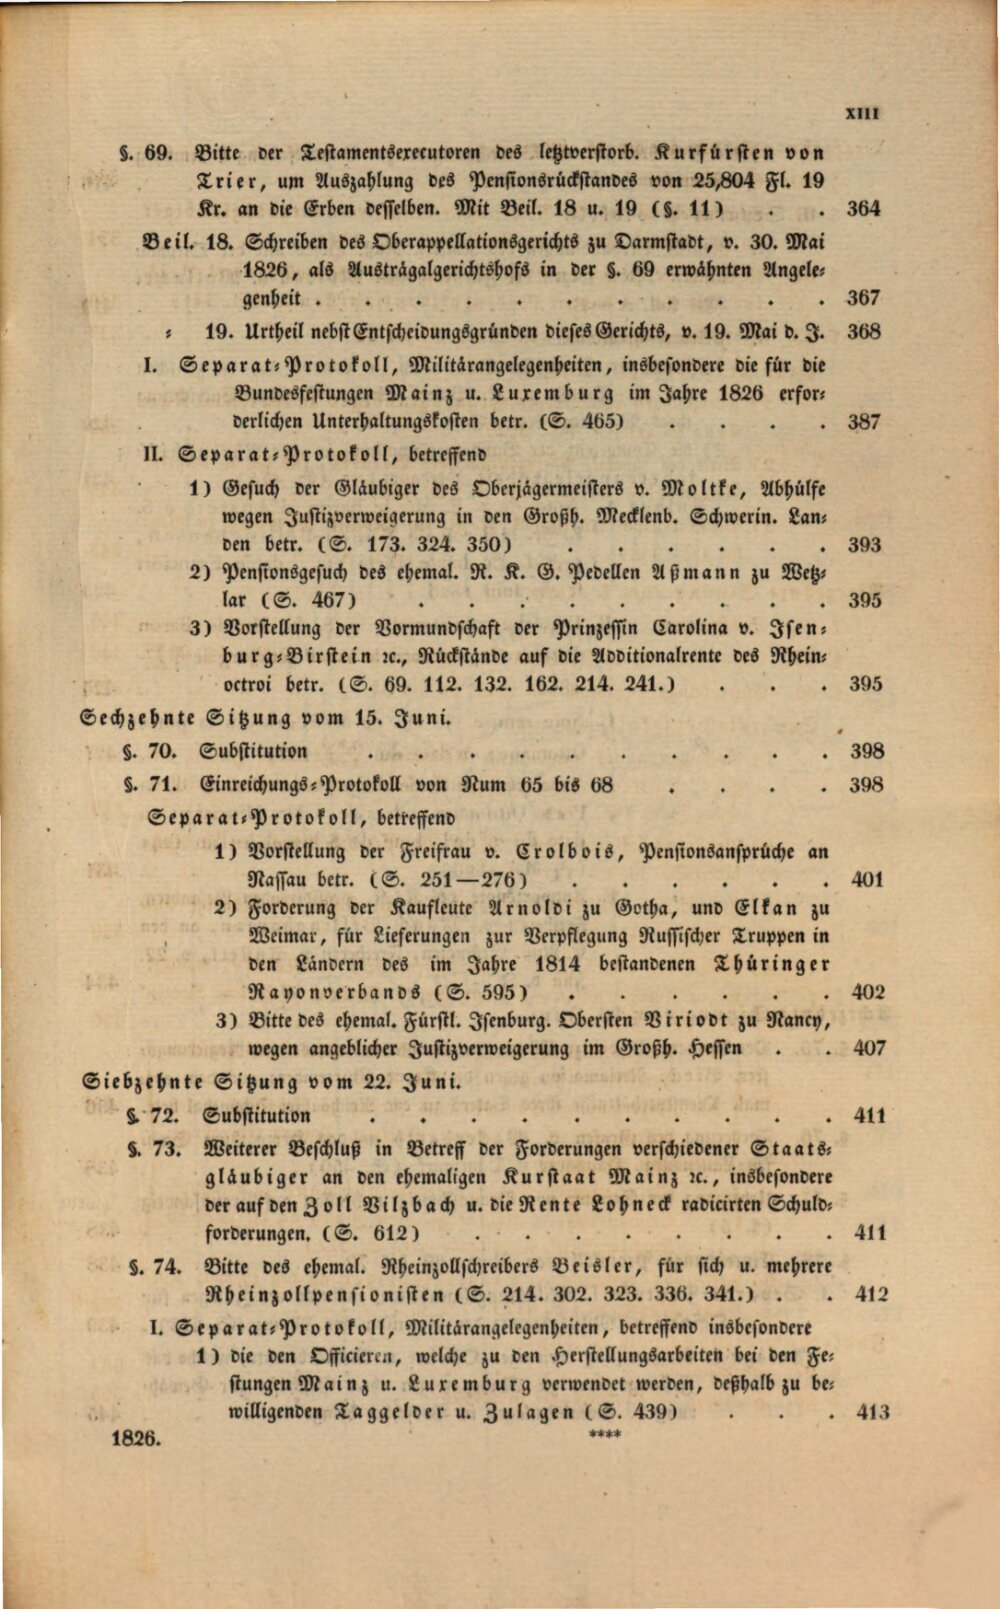 XIII
§. 69. Bitte der Testamentsexecutoren des letztverstorb. Kurfürsten von
Trier, um Auszahlung des Pensionsrückstandes von 25,804 Fl. 19
Kr. an die Erben desselben. Mit Beil. 18 u. 19 (§. 11) . . 364
Beil. 18. Schreiben des Oberappellationsgerichts zu Darmstadt, v. 30. Mai
1826, als Austrägalgerichtshofs in der §. 69 erwähnten Angele-
genheit . . . . . . . . . . . 367
- 19. Urtheil nebst Entscheidungsgründen dieses Gerichts, v. 19. Mai d. J. 368
I. Separat-Protokoll, Militärangelegenheiten, insbesondere die für die
Bundesfestungen Mainz u. Luxemburg im Jahre 1826 erfor-
derlichen Unterhaltungskosten betr. (S. 465) . . . . 387
II. Separat-Protokoll, betreffend
1) Gesuch der Gläubiger des Oberjägermeisters v. Moltke, Abhülfe
wegen Justizverweigerung in den Großh. Mecklenb. Schwerin. Lan-
den betr. (S. 173. 324. 350) . . . . . . 393
2) Pensionsgesuch des ehemal. R. K. G. Pedellen Aßmann zu Wetz-
lar (S. 467) . . . . . . . . . 395
3) Vorstellung der Vormundschaft der Prinzessin Carolina v. Isen-
burg-Birstein ꝛc., Rückstände auf die Additionalrente des Rhein-
octroi betr. (S. 69. 112. 132. 162. 214. 241.) . . . 395
Sechzehnte Sitzung vom 15. Juni.
§. 70. Substitution . . . . . . . . . . 398
§. 71. Einreichungs-Protokoll von Num 65 bis 68 . . . . 398
Separat-Protokoll, betreffend
1) Vorstellung der Freifrau v. Crolbois, Pensionsansprüche an
Nassau betr. (S. 251—276) . . . . . . 401
2) Forderung der Kaufleute Arnoldi zu Gotha, und Elkan zu
Weimar, für Lieferungen zur Verpflegung Russischer Truppen in
den Ländern des im Jahre 1814 bestandenen Thüringer
Rayonverbands (S. 595) . . . . . . 402
3) Bitte des ehemal. Fürstl. Isenburg. Obersten Viriodt zu Nancy,
wegen angeblicher Justizverweigerung im Großh. Hessen . . 407
Siebzehnte Sitzung vom 22. Juni.
§. 72. Substitution . . . . . . . . . . 411
§. 73. Weiterer Beschluß in Betreff der Forderungen verschiedener Staats-
gläubiger an den ehemaligen Kurstaat Mainz ꝛc., insbesondere
der auf den Zoll Vilzbach u. die Rente Lohneck radicirten Schuld-
forderungen. (S. 612) . . . . . . . . 411
§. 74. Bitte des ehemal. Rheinzollschreibers Beisler, für sich u. mehrere
Rheinzollpensionisten (S. 214. 302. 323. 336. 341.) . . 412
I. Separat-Protokoll, Militärangelegenheiten, betreffend insbesondere
1) die den Officieren, welche zu den Herstellungsarbeiten bei den Fe-
stungen Mainz u. Luxemburg verwendet werden, deßhalb zu be-
willigenden Taggelder u. Zulagen (S. 439) . . . 413
1826. ****